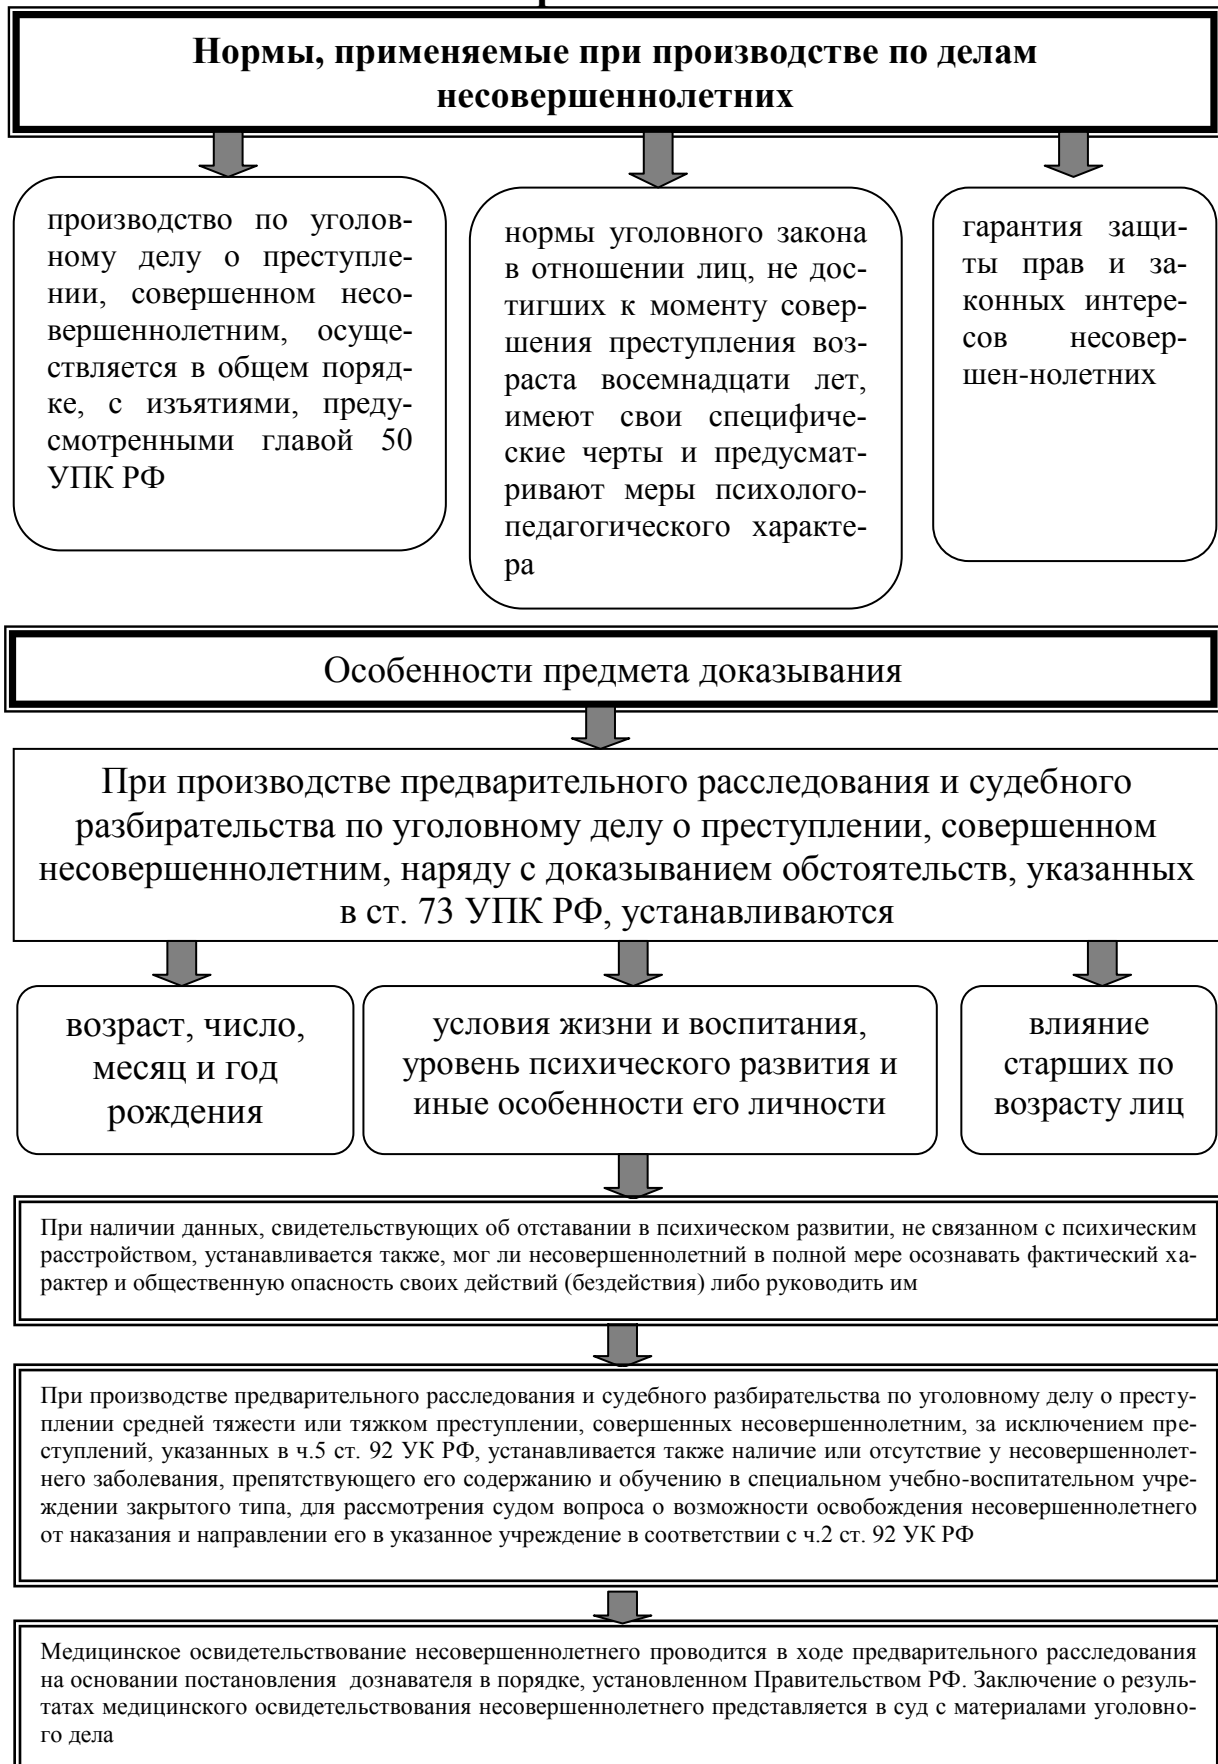 Нормы, применяемые при производстве по делам
несовершеннолетних
производство по уголов-
ному делу о преступле-
нии, совершенном несо-
вершеннолетним, осуще-
ствляется в общем поряд-
ке, с изъятиями, преду-
смотренными главой 50
УПК РФ
нормы уголовного закона
в отношении лиц, не дос-
тигших к моменту совер-
шения преступления воз-
раста восемнадцати лет,
имеют свои специфиче-
ские черты и предусмат-
ривают меры психолого-
педагогического характе-
ра
гарантия защи-
ты прав и за-
конных интере-
сов несовер-
шен-нолетних
Особенности предмета доказывания
При производстве предварительного расследования и судебного
разбирательства по уголовному делу о преступлении, совершенном
несовершеннолетним, наряду с доказыванием обстоятельств, указанных
в ст. 73 УПК РФ, устанавливаются
возраст, число,
месяц и год
рождения
условия жизни и воспитания,
уровень психического развития и
иные особенности его личности
влияние
старших по
возрасту лиц
При наличии данных, свидетельствующих об отставании в психическом развитии, не связанном с психическим
расстройством, устанавливается также, мог ли несовершеннолетний в полной мере осознавать фактический ха-
рактер и общественную опасность своих действий (бездействия) либо руководить им
При производстве предварительного расследования и судебного разбирательства по уголовному делу о престу-
плении средней тяжести или тяжком преступлении, совершенных несовершеннолетним, за исключением пре-
ступлений, указанных в ч.5 ст. 92 УК РФ, устанавливается также наличие или отсутствие у несовершеннолет-
него заболевания, препятствующего его содержанию и обучению в специальном учебно-воспитательном учре-
ждении закрытого типа, для рассмотрения судом вопроса о возможности освобождения несовершеннолетнего
от наказания и направлении его в указанное учреждение в соответствии с ч.2 ст. 92 УК РФ
Медицинское освидетельствование несовершеннолетнего проводится в ходе предварительного расследования
на основании постановления дознавателя в порядке, установленном Правительством РФ. Заключение о резуль-
татах медицинского освидетельствования несовершеннолетнего представляется в суд с материалами уголовно-
го дела